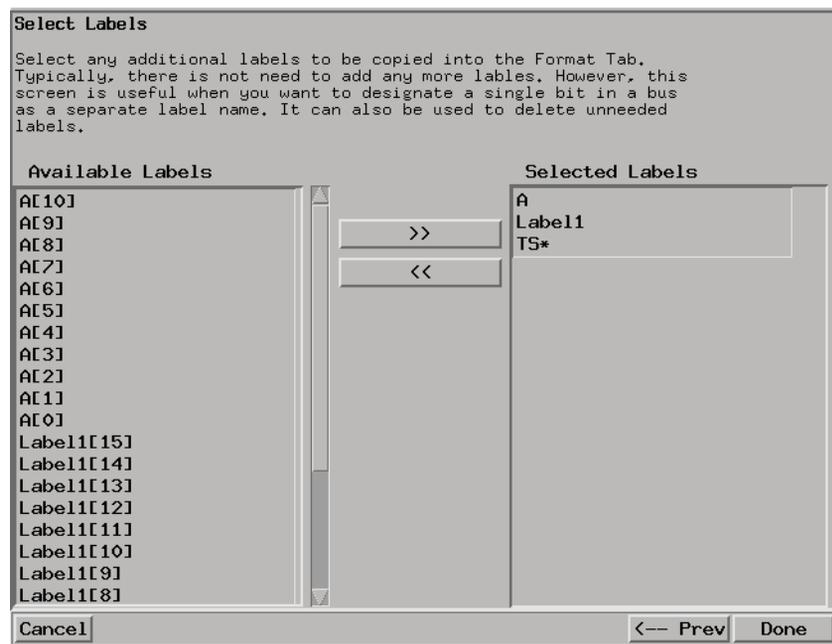 Select Labels
Select any additional labels to be copied into the Format Tab.
Typically, there is not need to add any more lables. However, this
screen is useful when you want to designate a single bit in a bus
as a separate label name. It can also be used to delete unneeded
labels.
Available Labels
A[10]
A[9]
A[8]
A[7]
A[6]
A[5]
A[4]
A[3]
A[2]
A[1]
A[0]
Label1[15]
Label1[14]
Label1[13]
Label1[12]
Label1[11]
Label1[10]
Label1[9]
Label1[8]
>>
<<
Selected Labels
A
Label1
TS*
Cancel
<-- Prev
Done